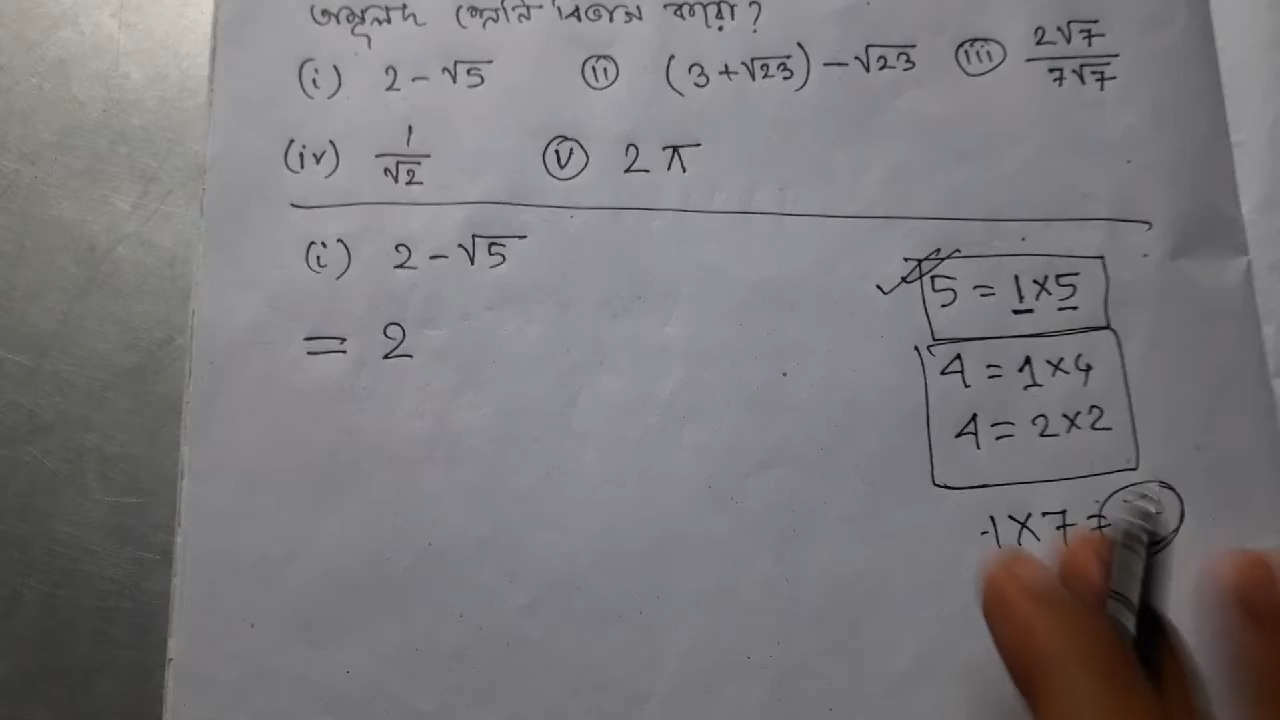 (i) 2 - √5 (ii) (3 + √23) - √23 (iii) 2√7 / 7√7
(iv) 1 / √2 (v) 2π
(i) 2 - √5
= 2
5 = 1 × 5
4 = 1 × 4
4 = 2 × 2
1 × 7 =